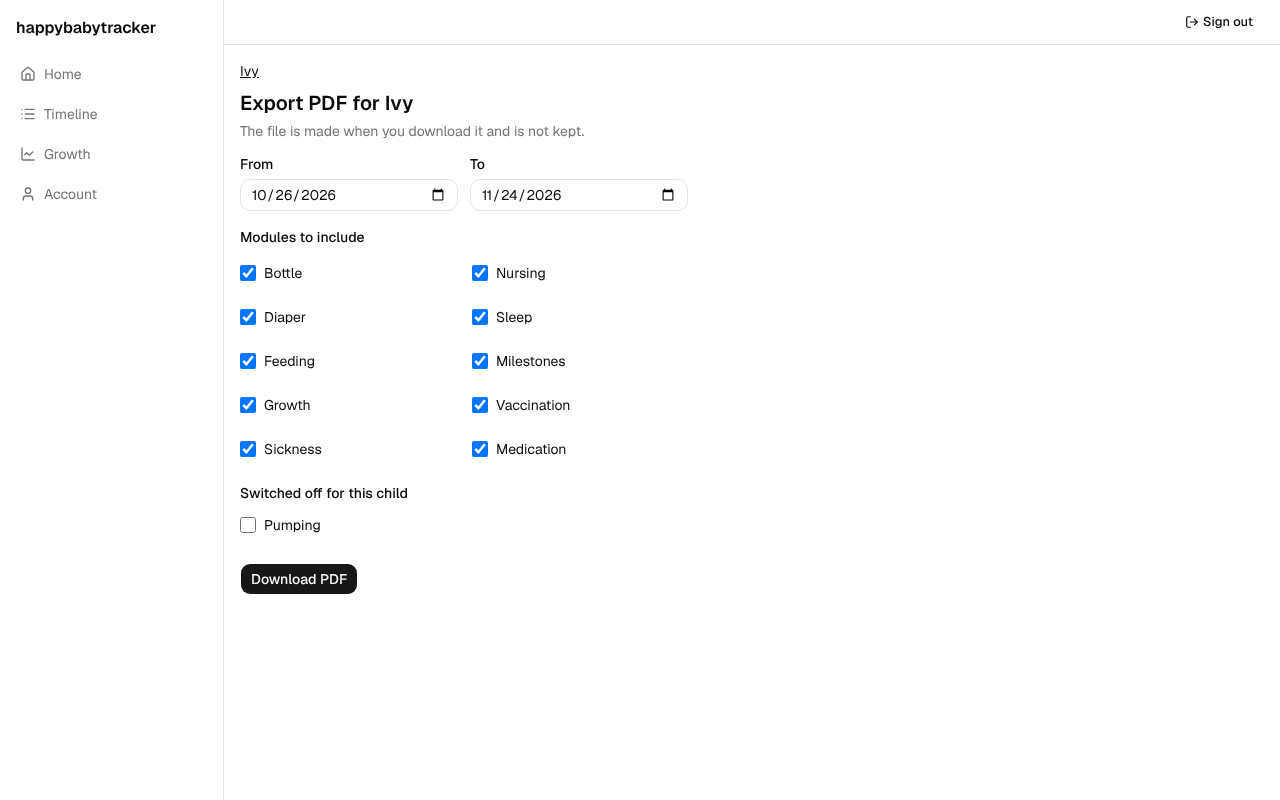 happybabytracker
Sign out
Home
Timeline
Growth
Account
Ivy
Export PDF for Ivy
The file is made when you download it and is not kept.
From To
10/26/2026 11/24/2026
Modules to include
Bottle Nursing
Diaper Sleep
Feeding Milestones
Growth Vaccination
Sickness Medication
Switched off for this child
Pumping
Download PDF